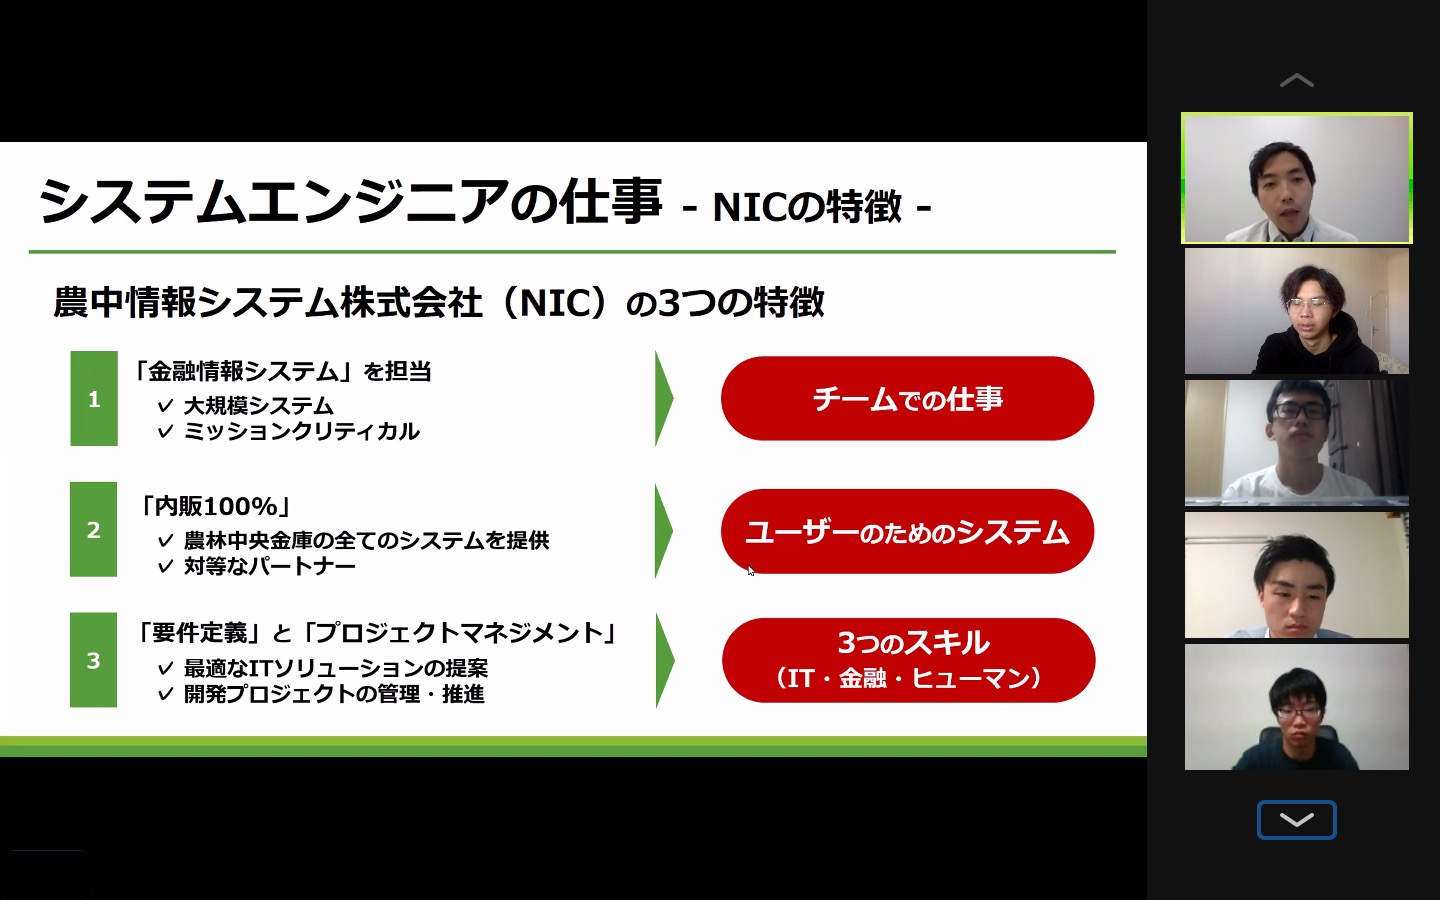 システムエンジニアの仕事 - NICの特徴 -
農中情報システム株式会社（NIC）の3つの特徴
1
「金融情報システム」を担当
✓ 大規模システム
✓ ミッションクリティカル
チームでの仕事
2
「内販100%」
✓ 農林中央金庫の全てのシステムを提供
✓ 対等なパートナー
ユーザーのためのシステム
3
「要件定義」と「プロジェクトマネジメント」
✓ 最適なITソリューションの提案
✓ 開発プロジェクトの管理・推進
3つのスキル
（IT・金融・ヒューマン）